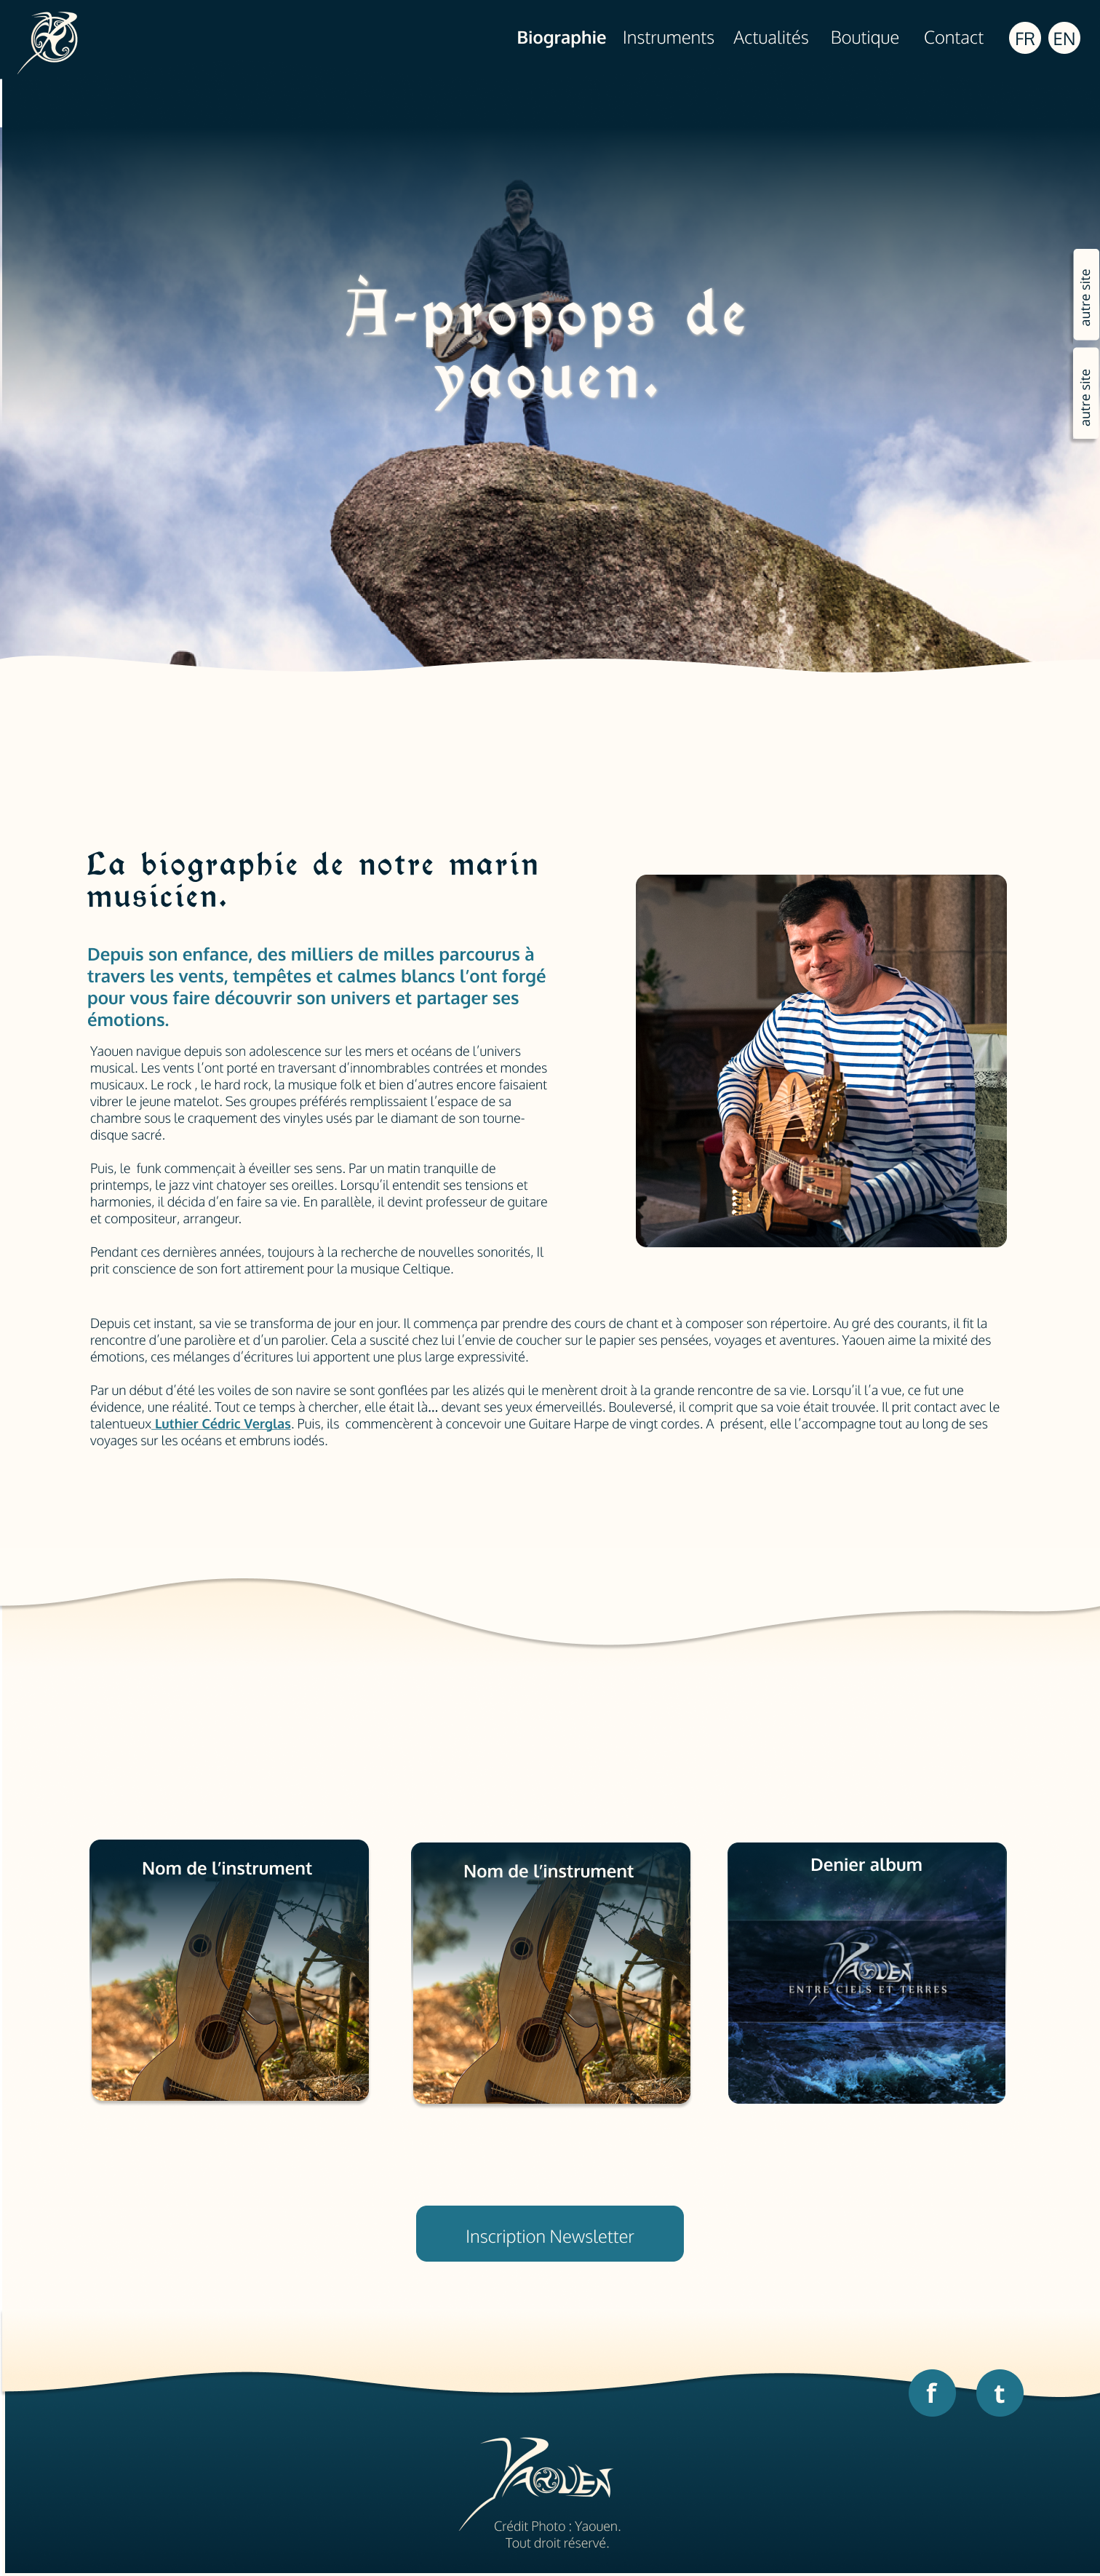 Biographie Instruments Actualités Boutique Contact FR EN
autre site
autre site
À-propops de
yaouen.
La biographie de notre marin
musicien.
Depuis son enfance, des milliers de milles parcourus à
travers les vents, tempêtes et calmes blancs l’ont forgé
pour vous faire découvrir son univers et partager ses
émotions.
Yaouen navigue depuis son adolescence sur les mers et océans de l’univers
musical. Les vents l’ont porté en traversant d’innombrables contrées et mondes
musicaux. Le rock , le hard rock, la musique folk et bien d’autres encore faisaient
vibrer le jeune matelot. Ses groupes préférés remplissaient l’espace de sa
chambre sous le craquement des vinyles usés par le diamant de son tourne-
disque sacré.
Puis, le  funk commençait à éveiller ses sens. Par un matin tranquille de
printemps, le jazz vint chatoyer ses oreilles. Lorsqu’il entendit ses tensions et
harmonies, il décida d’en faire sa vie. En parallèle, il devint professeur de guitare
et compositeur, arrangeur.
Pendant ces dernières années, toujours à la recherche de nouvelles sonorités, Il
prit conscience de son fort attirement pour la musique Celtique.
Depuis cet instant, sa vie se transforma de jour en jour. Il commença par prendre des cours de chant et à composer son répertoire. Au gré des courants, il fit la
rencontre d’une parolière et d’un parolier. Cela a suscité chez lui l’envie de coucher sur le papier ses pensées, voyages et aventures. Yaouen aime la mixité des
émotions, ces mélanges d’écritures lui apportent une plus large expressivité.
Par un début d’été les voiles de son navire se sont gonflées par les alizés qui le menèrent droit à la grande rencontre de sa vie. Lorsqu’il l’a vue, ce fut une
évidence, une réalité. Tout ce temps à chercher, elle était là... devant ses yeux émerveillés. Bouleversé, il comprit que sa voie était trouvée. Il prit contact avec le
talentueux Luthier Cédric Verglas. Puis, ils  commencèrent à concevoir une Guitare Harpe de vingt cordes. A  présent, elle l’accompagne tout au long de ses
voyages sur les océans et embruns iodés.
Nom de l’instrument
Nom de l’instrument
Denier album
YAOUEN
ENTRE CIELS ET TERRES
Inscription Newsletter
f t
YAOUEN
Crédit Photo : Yaouen.
Tout droit réservé.